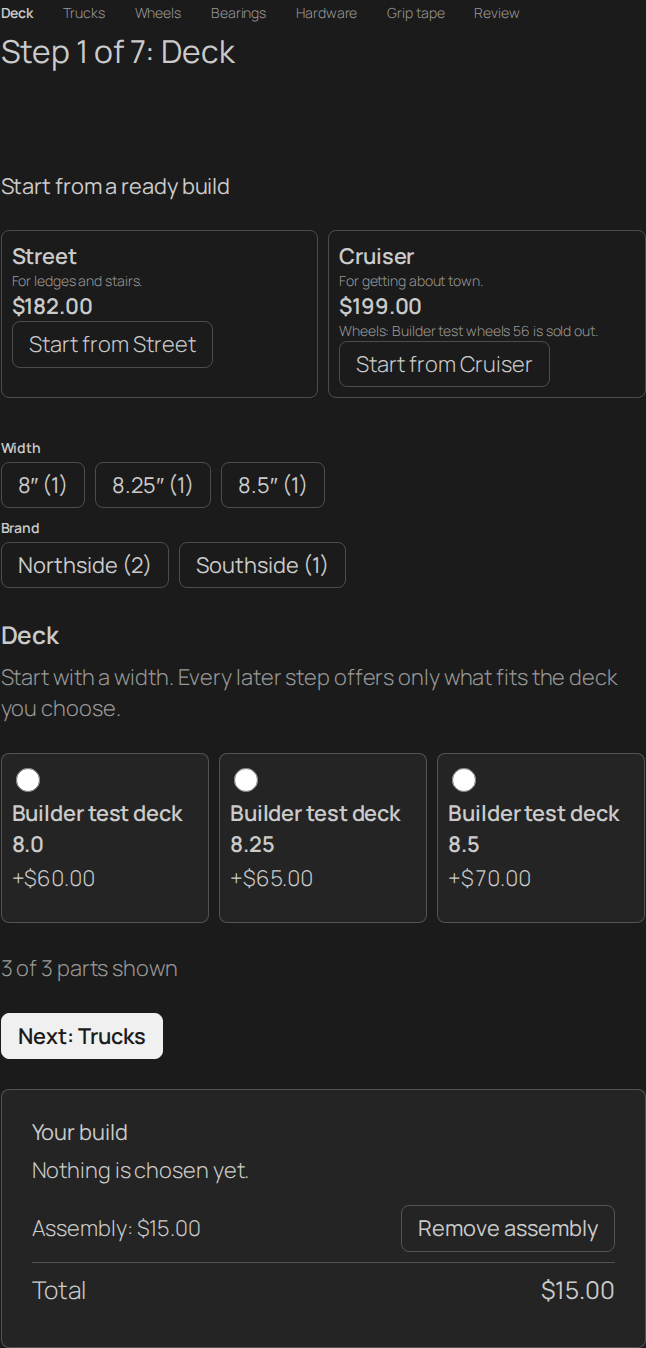 Deck Trucks Wheels Bearings Hardware Grip tape Review
Step 1 of 7: Deck
Start from a ready build
Street
For ledges and stairs.
$182.00
Start from Street
Cruiser
For getting about town.
$199.00
Wheels: Builder test wheels 56 is sold out.
Start from Cruiser
Width
8″ (1) 8.25″ (1) 8.5″ (1)
Brand
Northside (2) Southside (1)
Deck
Start with a width. Every later step offers only what fits the deck
you choose.
Builder test deck
8.0
+$60.00
Builder test deck
8.25
+$65.00
Builder test deck
8.5
+$70.00
3 of 3 parts shown
Next: Trucks
Your build
Nothing is chosen yet.
Assembly: $15.00 Remove assembly
Total $15.00